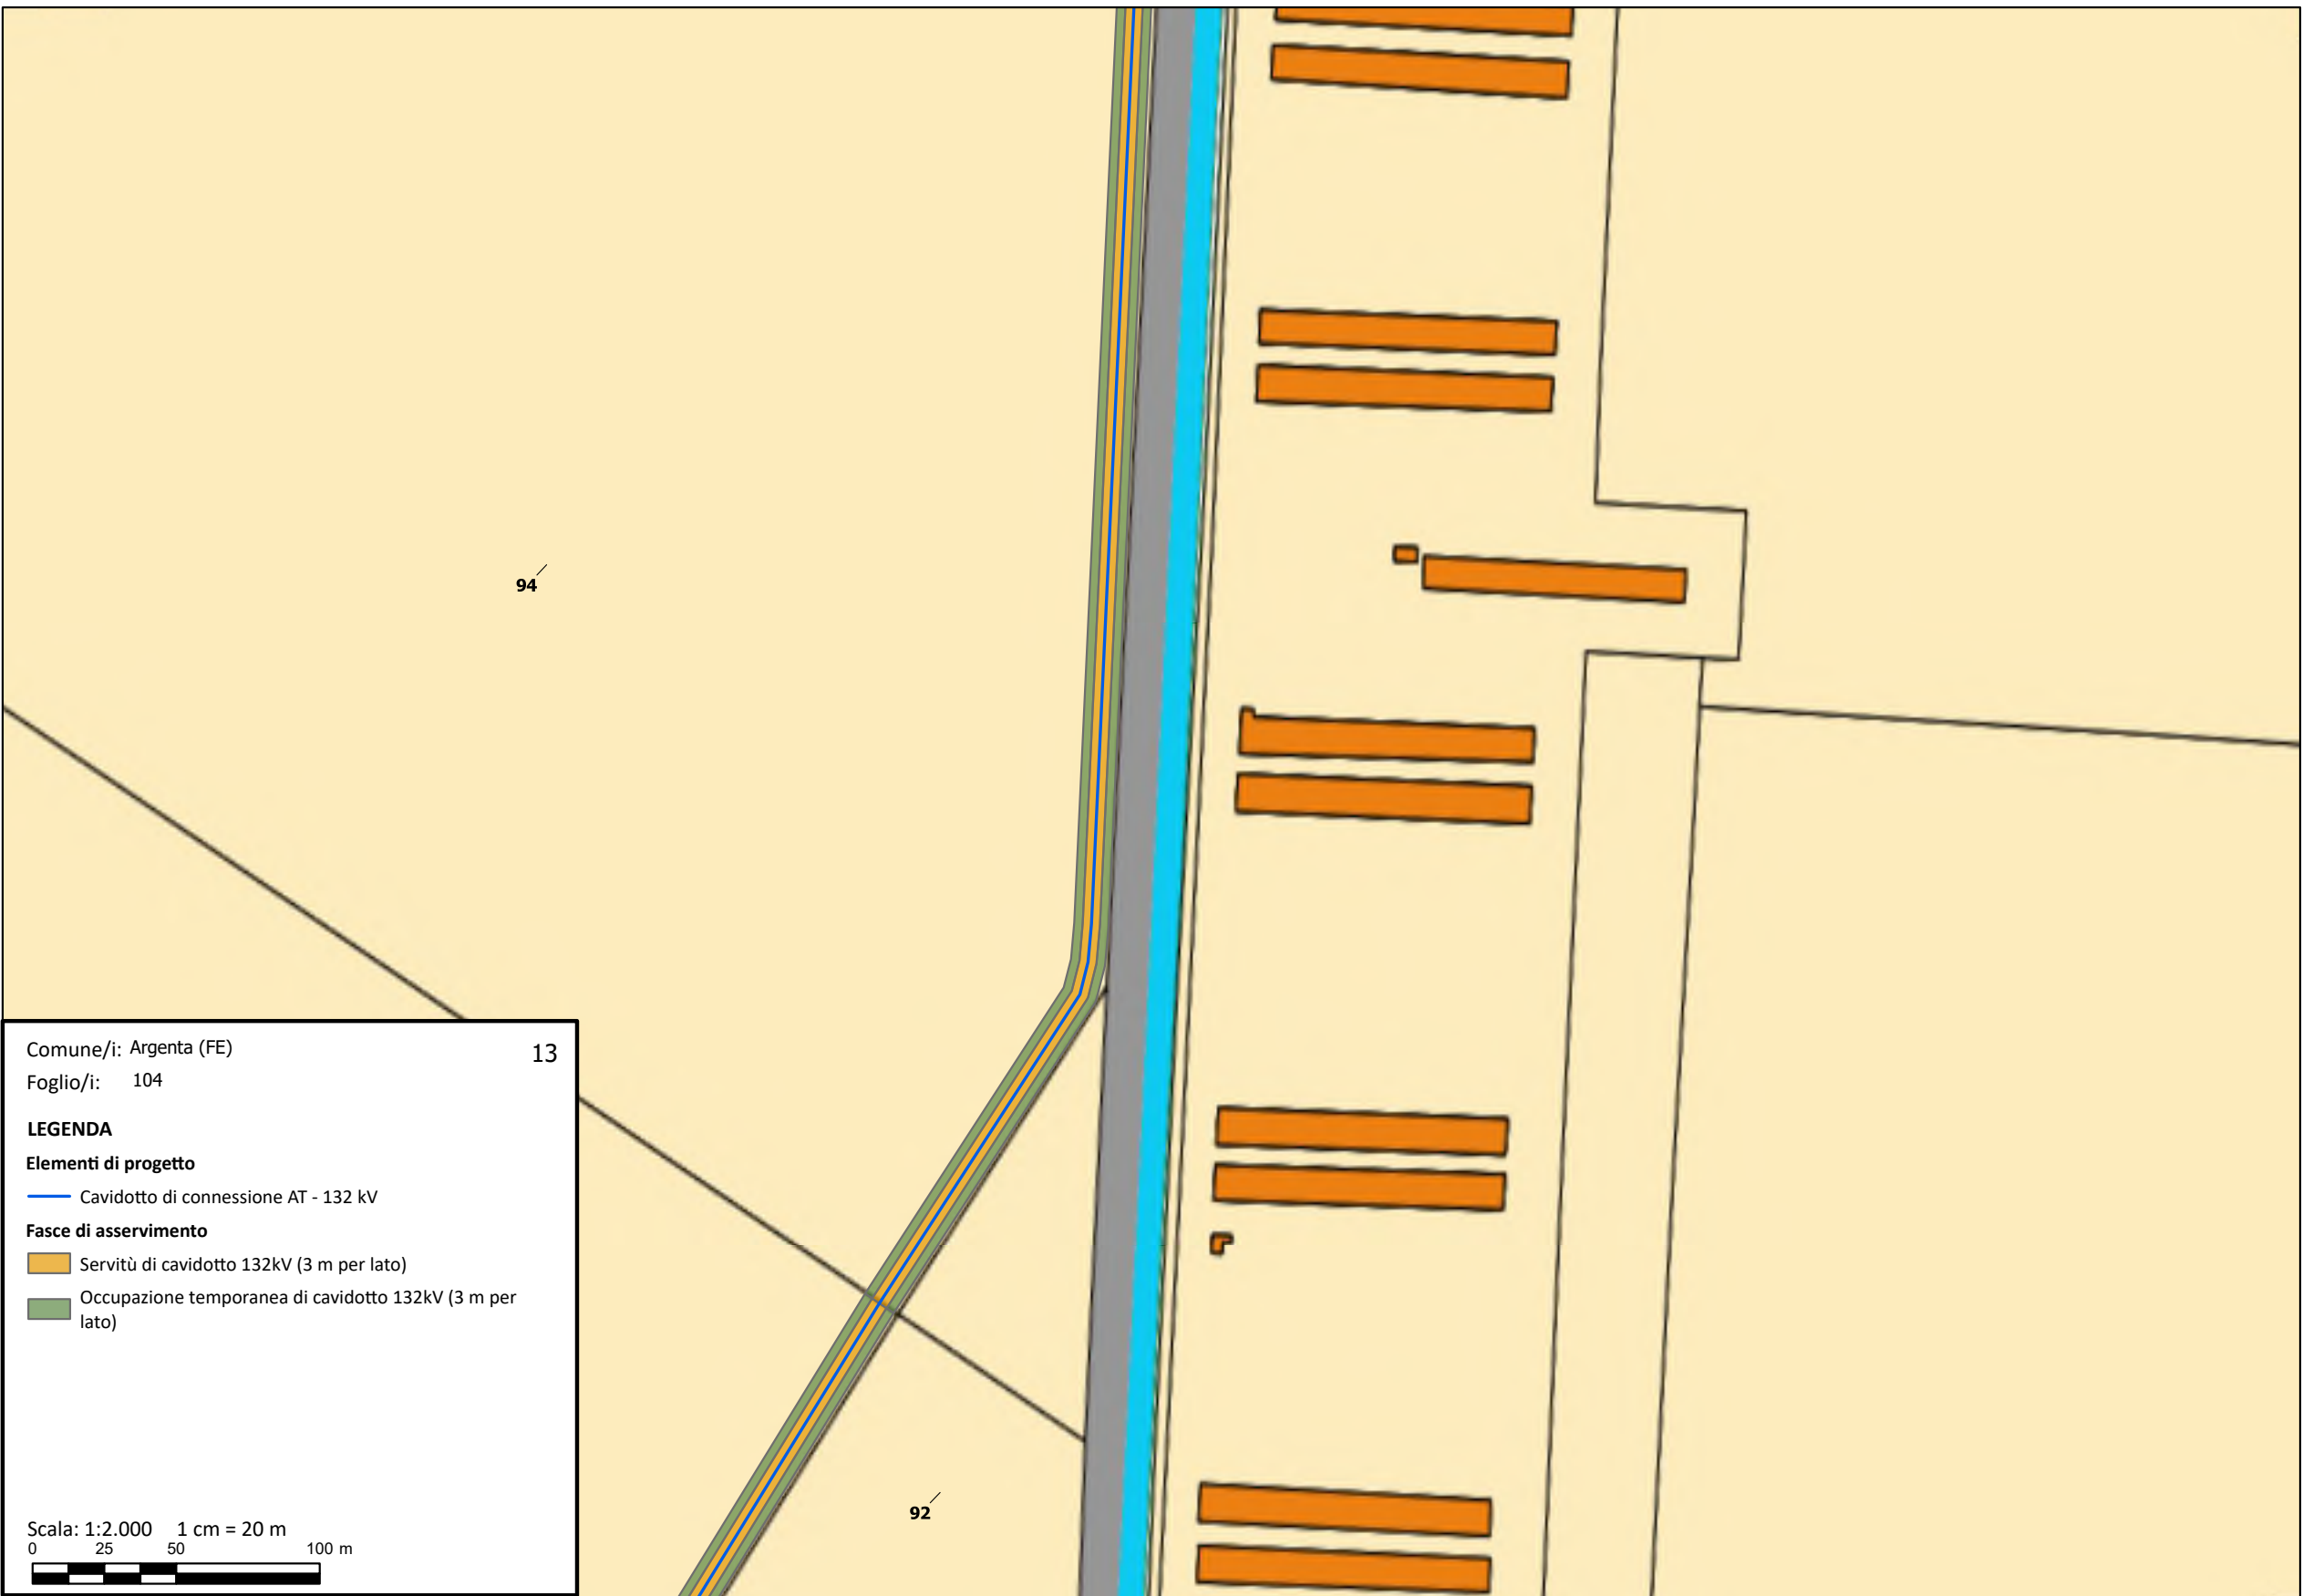 94
Comune/i: Argenta (FE)
13
Foglio/i: 104
LEGENDA
Elementi di progetto
Cavidotto di connessione AT - 132 kV
Fasce di asservimento
Servitù di cavidotto 132kV (3 m per lato)
Occupazione temporanea di cavidotto 132kV (3 m per
lato)
92
Scala: 1:2.000 1 cm = 20 m
0 25 50 100 m